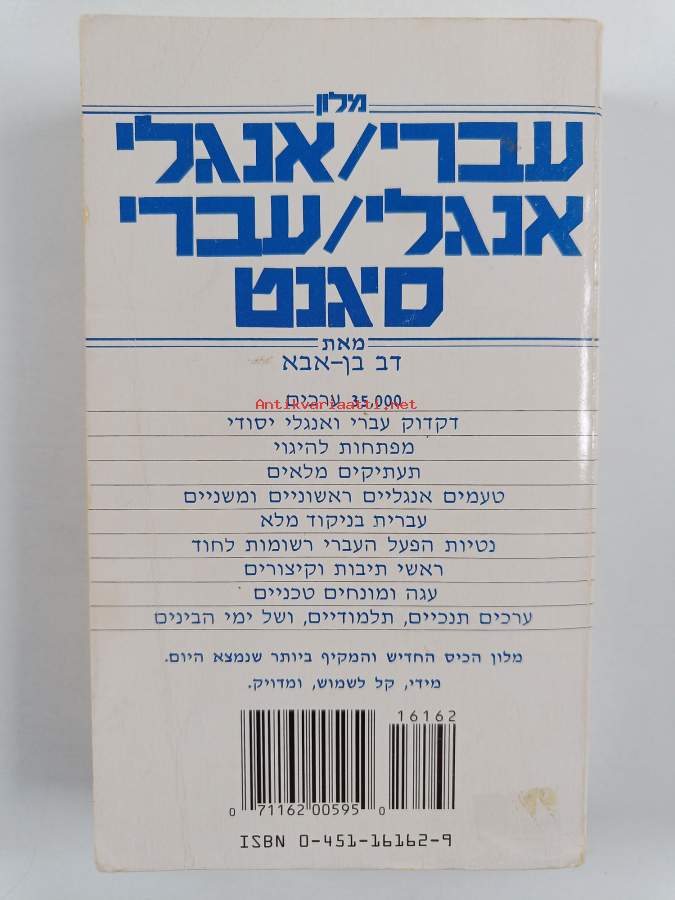 מלון
עברי/אנגלי
אנגלי/עברי
סיגנט
מאת
דב בן-אבא
35,000 ערכים
Antikvariaatti.net
דקדוק עברי ואנגלי יסודי
מפתחות להיגוי
תעתיקים מלאים
טעמים אנגליים ראשוניים ומשניים
עברית בניקוד מלא
נטיות הפעל העברי רשומות לחוד
ראשי תיבות וקיצורים
עגה ומונחים טכניים
ערכים תנכיים, תלמודיים, ושל ימי הבינים
מלון הכיס החדיש והמקיף ביותר שנמצא היום.
מידי, קל לשמוש, ומדויק.
16162
0 71162 00595 0
ISBN 0-451-16162-9